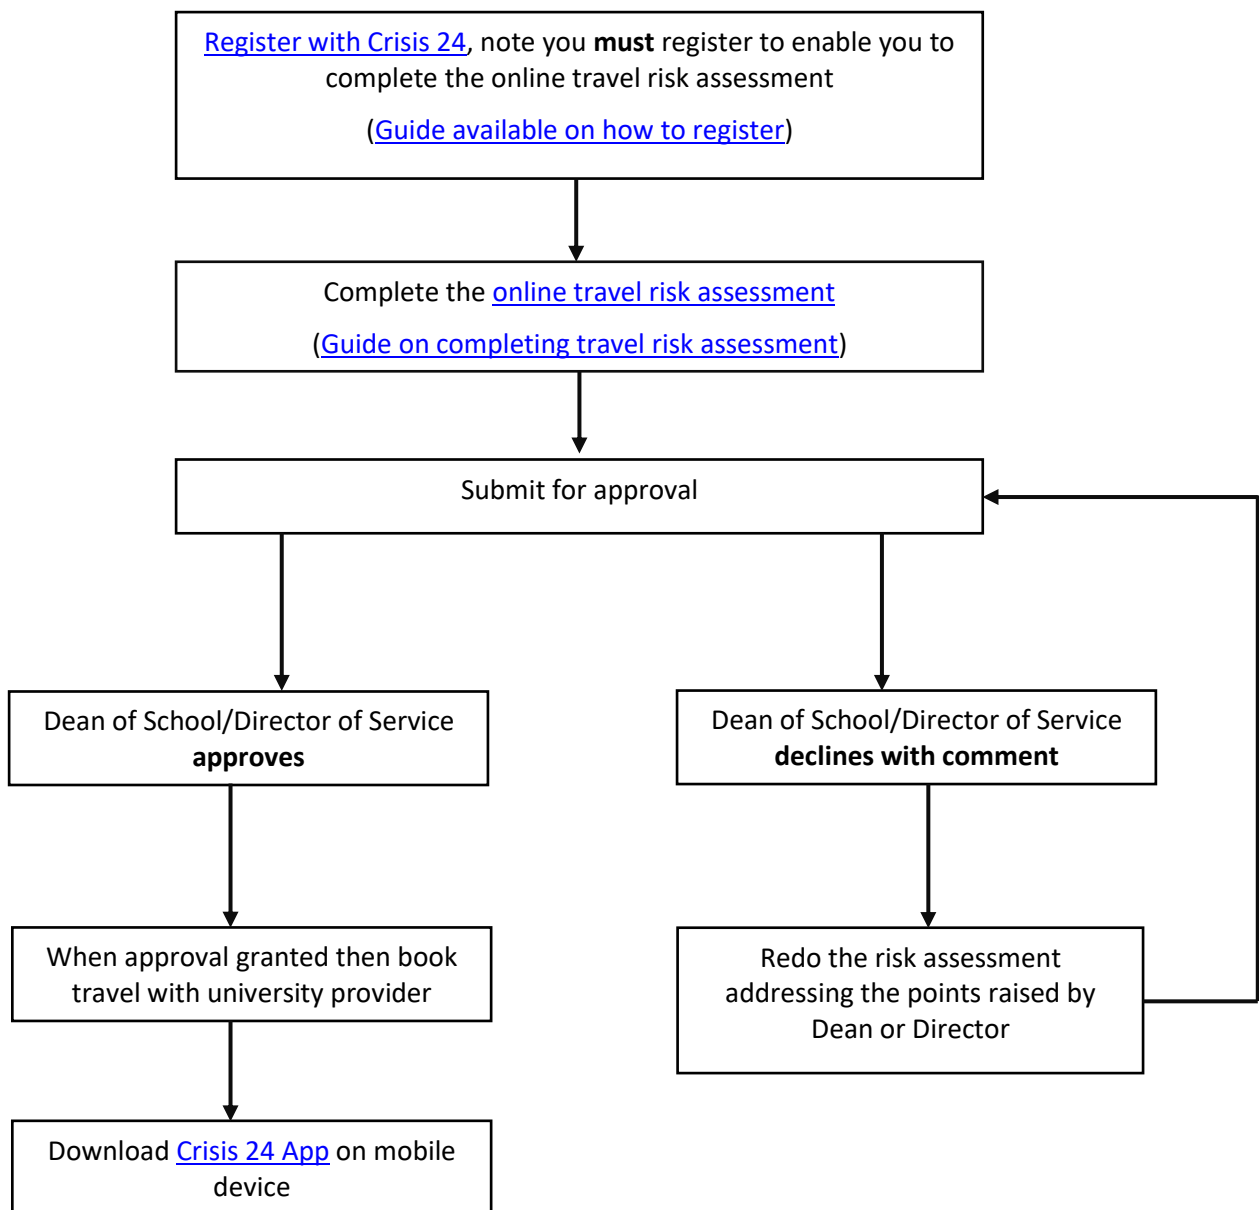 Register with Crisis 24, note you must register to enable you to
complete the online travel risk assessment
(Guide available on how to register)
Complete the online travel risk assessment
(Guide on completing travel risk assessment)
Submit for approval
Dean of School/Director of Service
approves
Dean of School/Director of Service
declines with comment
When approval granted then book
travel with university provider
Redo the risk assessment
addressing the points raised by
Dean or Director
Download Crisis 24 App on mobile
device